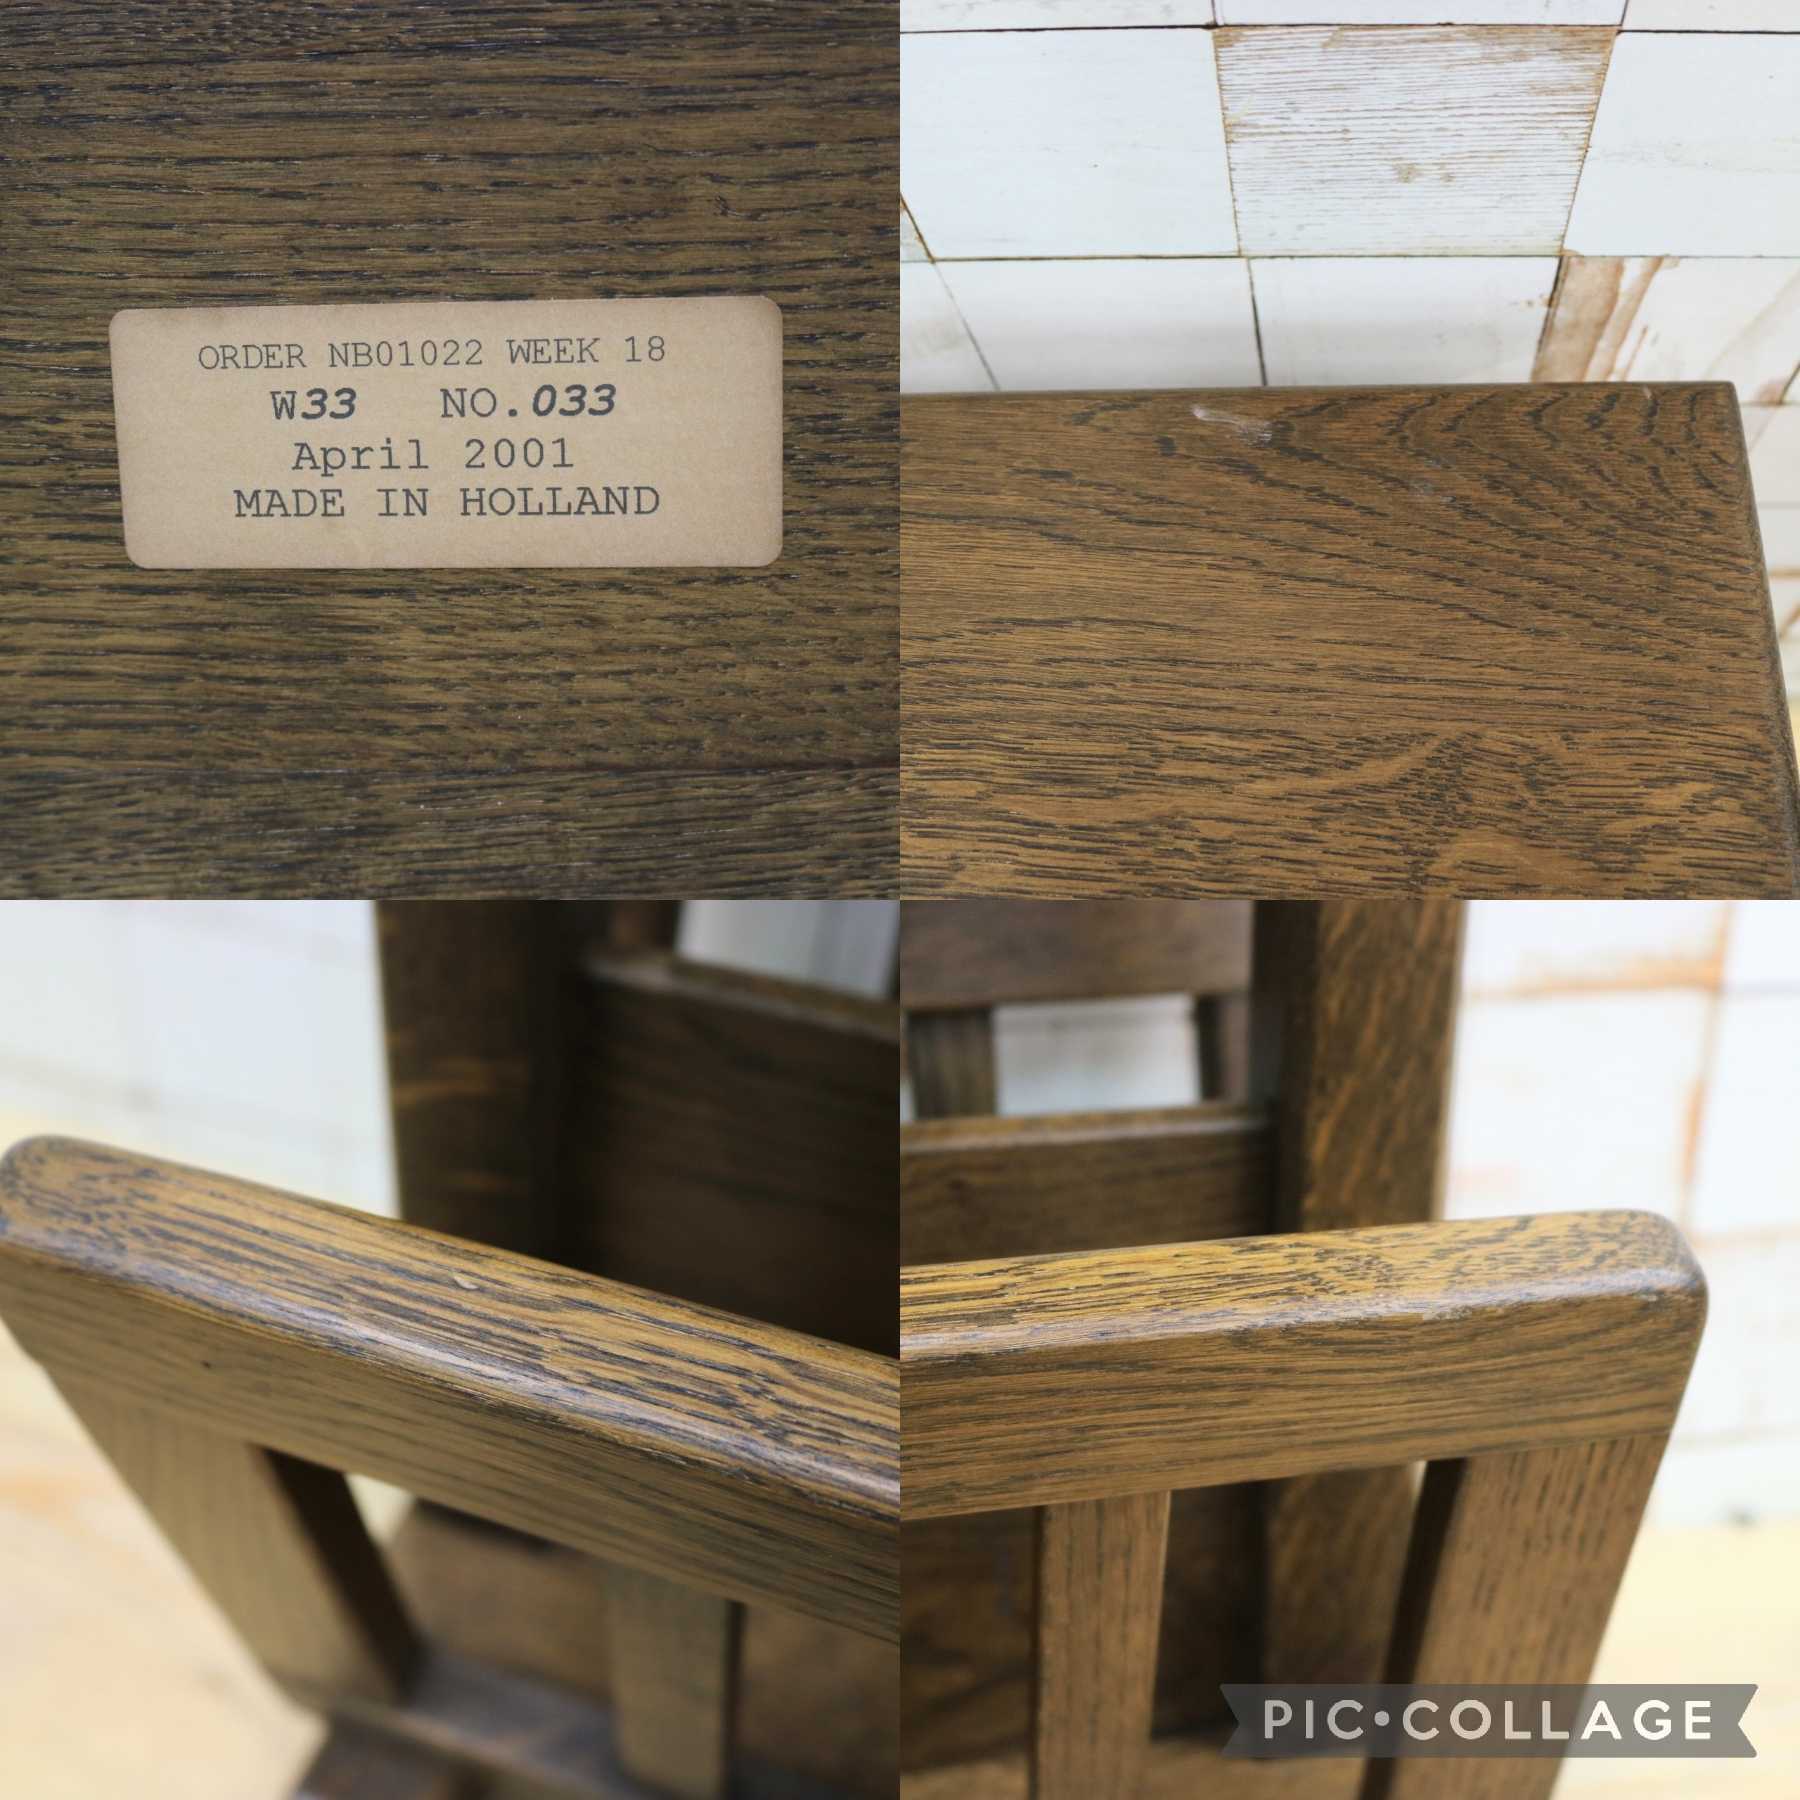 ORDER NB01022 WEEK 18
W33 NO.033
April 2001
MADE IN HOLLAND
PIC•COLLAGE